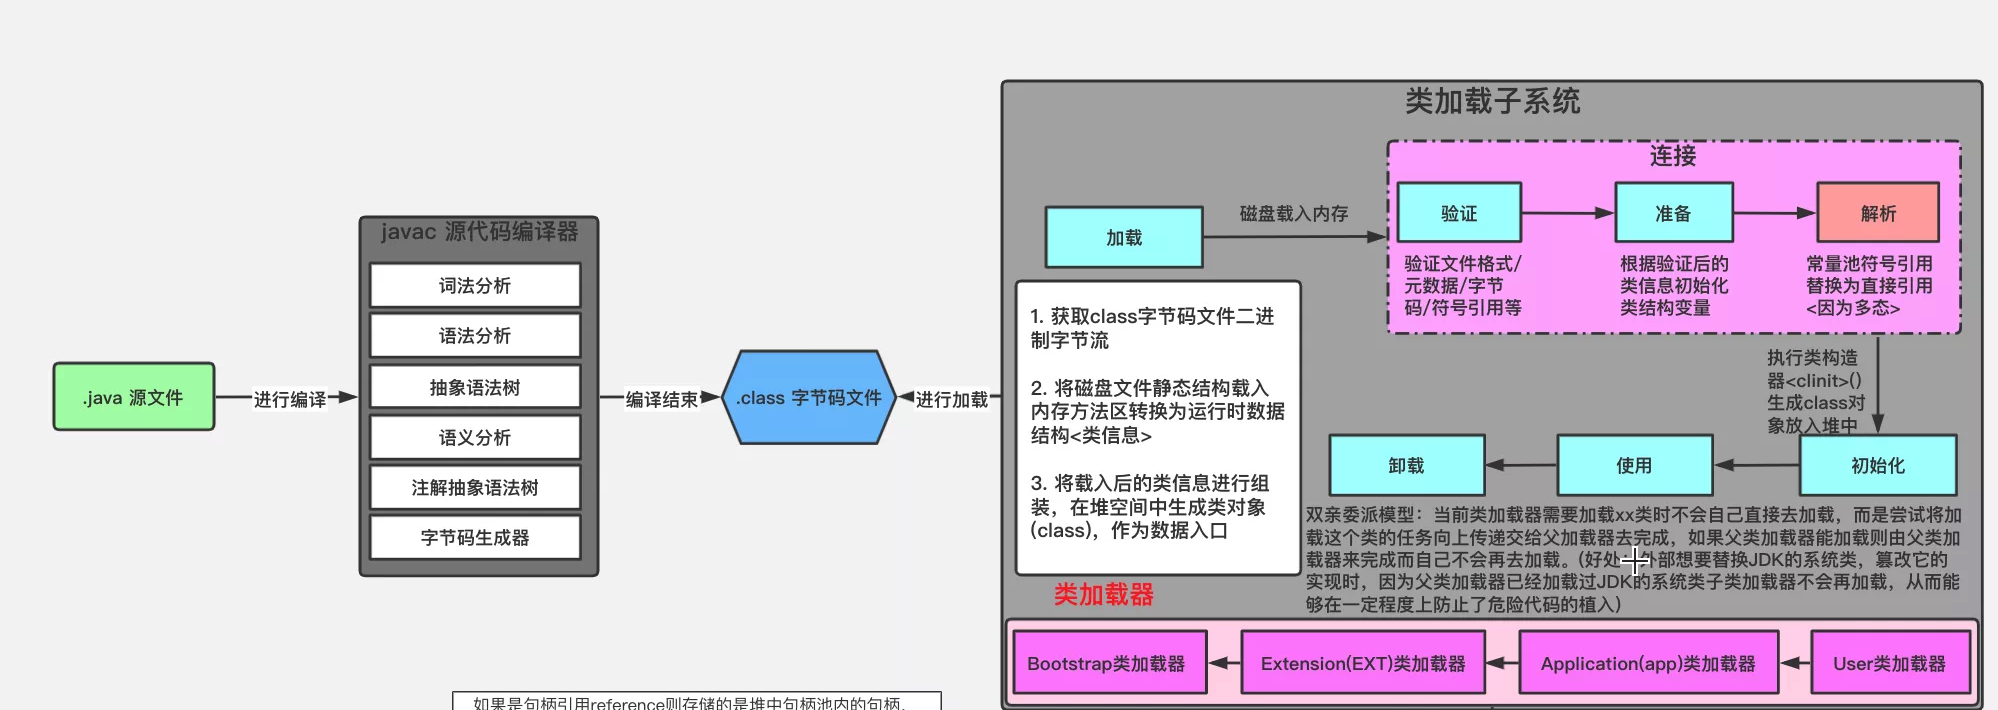 类加载子系统
连接
验证
准备
解析
加载
磁盘载入内存
验证文件格式/
元数据/字节
码/符号引用等
根据验证后的
类信息初始化
类结构变量
常量池符号引用
替换为直接引用
<因为多态>
javac 源代码编译器
词法分析
语法分析
抽象语法树
语义分析
注解抽象语法树
字节码生成器
.java 源文件
进行编译
编译结束
.class 字节码文件
进行加载
1. 获取class字节码文件二进
制字节流
2. 将磁盘文件静态结构载入
内存方法区转换为运行时数据
结构<类信息>
3. 将载入后的类信息进行组
装，在堆空间中生成类对象
(class)，作为数据入口
执行类构造
器<clinit>()
生成class对
象放入堆中
卸载
使用
初始化
双亲委派模型：当前类加载器需要加载xx类时不会自己直接去加载，而是尝试将加
载这个类的任务向上传递交给父加载器去完成，如果父类加载器能加载则由父类加
载器来完成而自己不会再去加载。(好处 外部想要替换JDK的系统类，篡改它的
实现时，因为父类加载器已经加载过JDK的系统类子类加载器不会再加载，从而能
够在一定程度上防止了危险代码的植入)
类加载器
Bootstrap类加载器
Extension(EXT)类加载器
Application(app)类加载器
User类加载器
如果是句柄引用reference则存储的是堆中句柄池内的句柄，